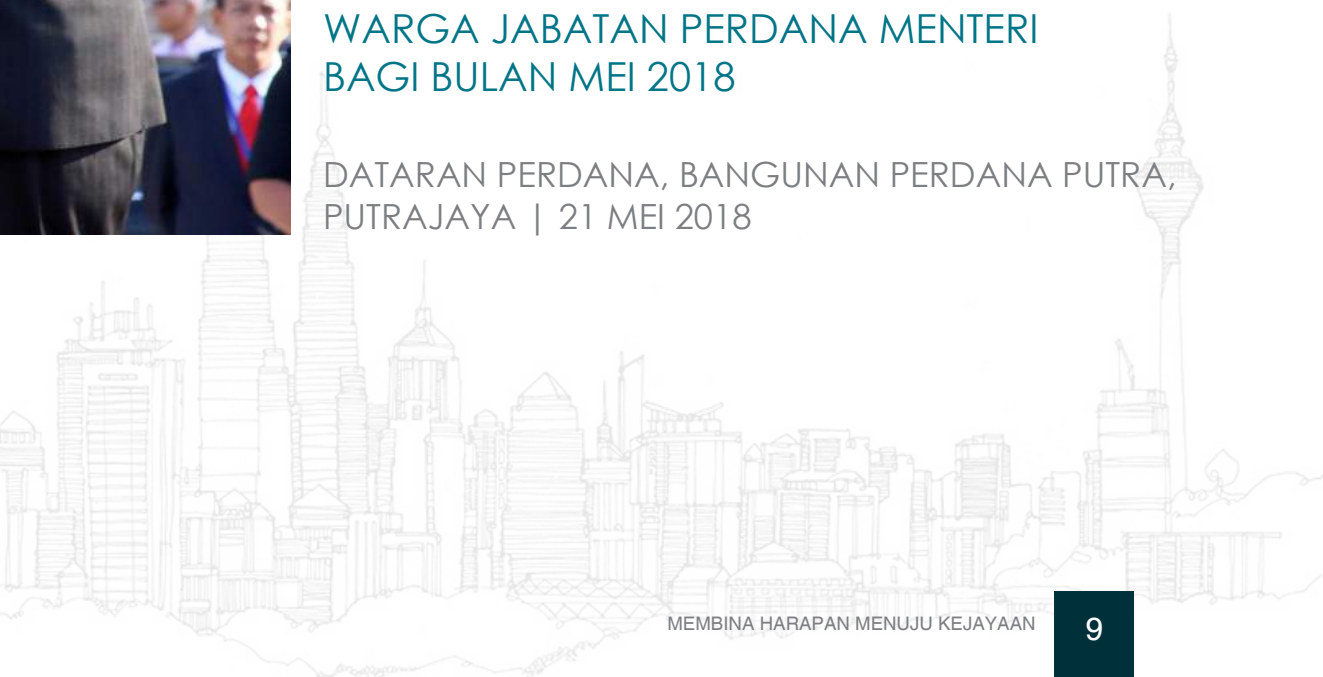 WARGA JABATAN PERDANA MENTERI
BAGI BULAN MEI 2018
DATARAN PERDANA, BANGUNAN PERDANA PUTRA,
PUTRAJAYA | 21 MEI 2018
MEMBINA HARAPAN MENUJU KEJAYAAN
9